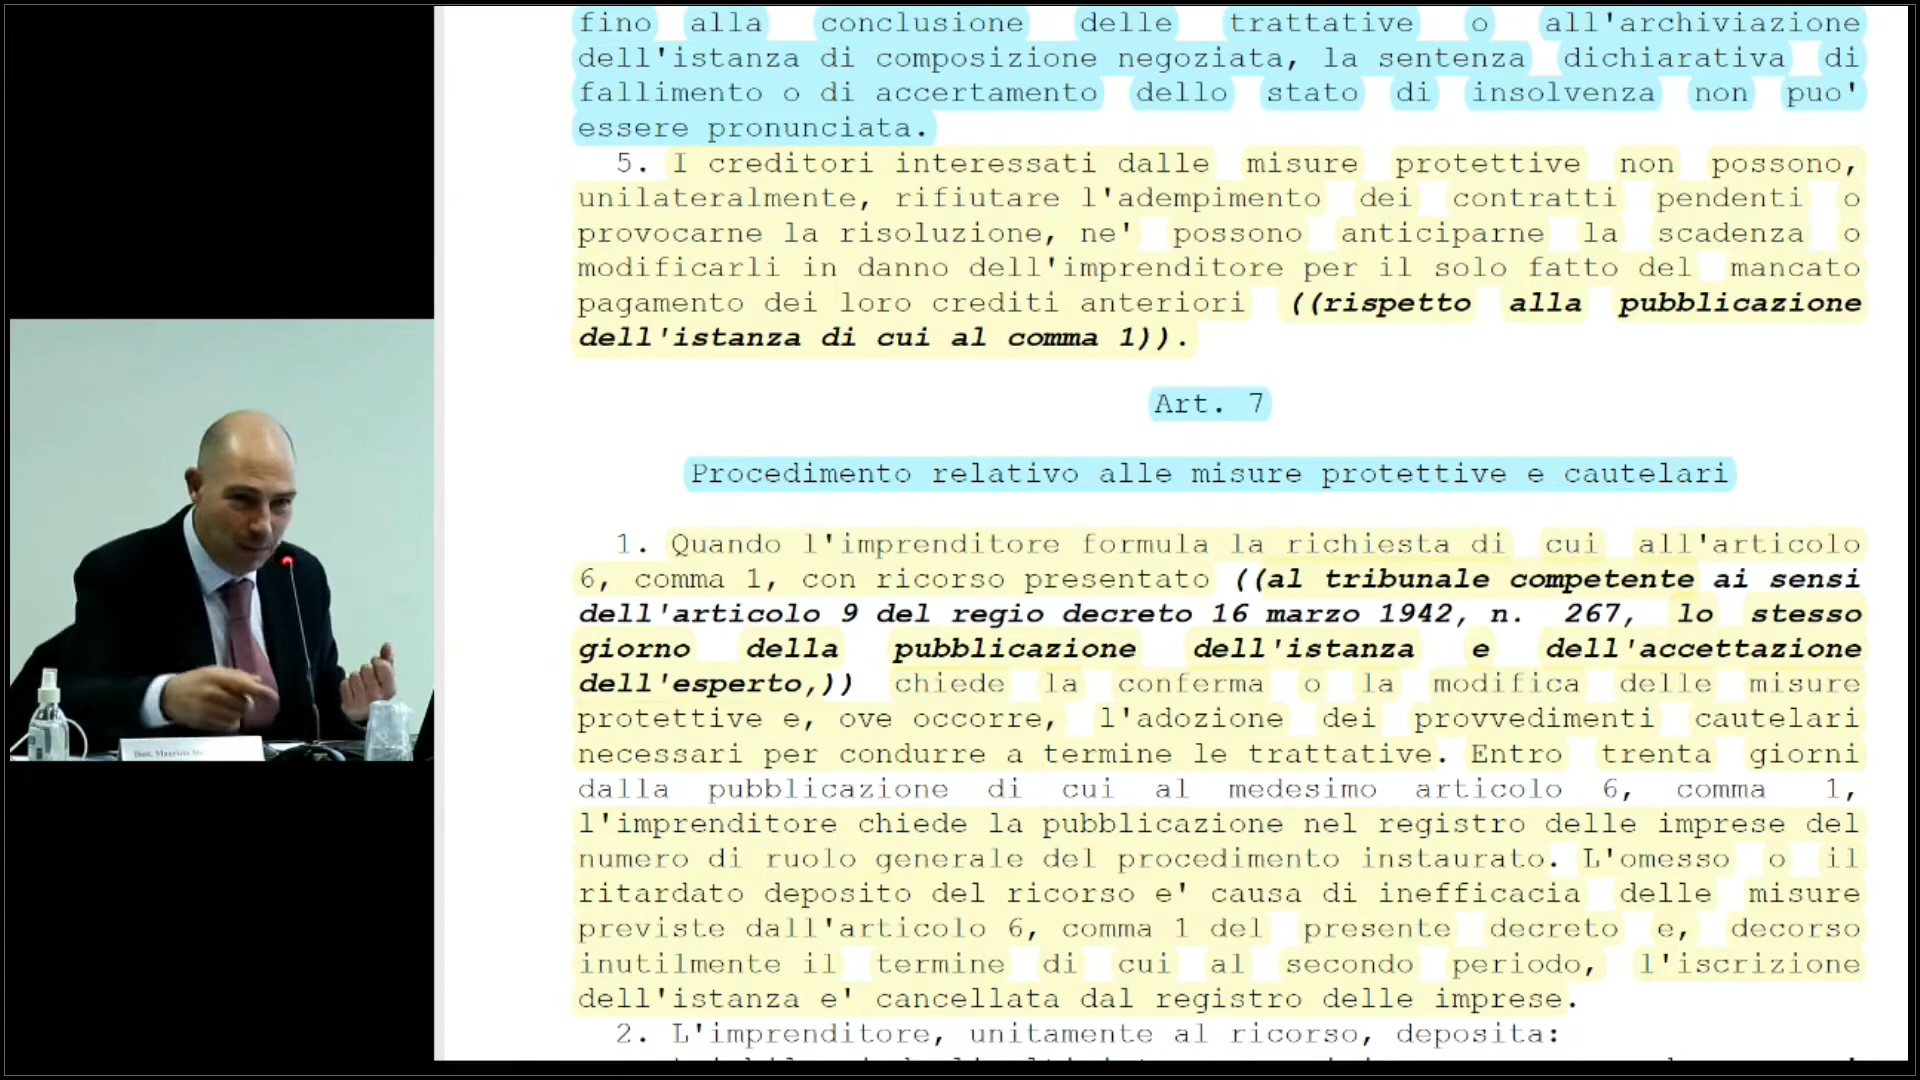 fino alla conclusione delle trattative o all'archiviazione
dell'istanza di composizione negoziata, la sentenza dichiarativa di
fallimento o di accertamento dello stato di insolvenza non puo'
essere pronunciata.
5. I creditori interessati dalle misure protettive non possono,
unilateralmente, rifiutare l'adempimento dei contratti pendenti o
provocarne la risoluzione, ne' possono anticiparne la scadenza o
modificarli in danno dell'imprenditore per il solo fatto del mancato
pagamento dei loro crediti anteriori ((rispetto alla pubblicazione
dell'istanza di cui al comma 1)).
Art. 7
Procedimento relativo alle misure protettive e cautelari
1. Quando l'imprenditore formula la richiesta di cui all'articolo
6, comma 1, con ricorso presentato ((al tribunale competente ai sensi
dell'articolo 9 del regio decreto 16 marzo 1942, n. 267, lo stesso
giorno della pubblicazione dell'istanza e dell'accettazione
dell'esperto,)) chiede la conferma o la modifica delle misure
protettive e, ove occorre, l'adozione dei provvedimenti cautelari
necessari per condurre a termine le trattative. Entro trenta giorni
dalla pubblicazione di cui al medesimo articolo 6, comma 1,
l'imprenditore chiede la pubblicazione nel registro delle imprese del
numero di ruolo generale del procedimento instaurato. L'omesso o il
ritardato deposito del ricorso e' causa di inefficacia delle misure
previste dall'articolo 6, comma 1 del presente decreto e, decorso
inutilmente il termine di cui al secondo periodo, l'iscrizione
dell'istanza e' cancellata dal registro delle imprese.
2. L'imprenditore, unitamente al ricorso, deposita:
Dott. Maurizio